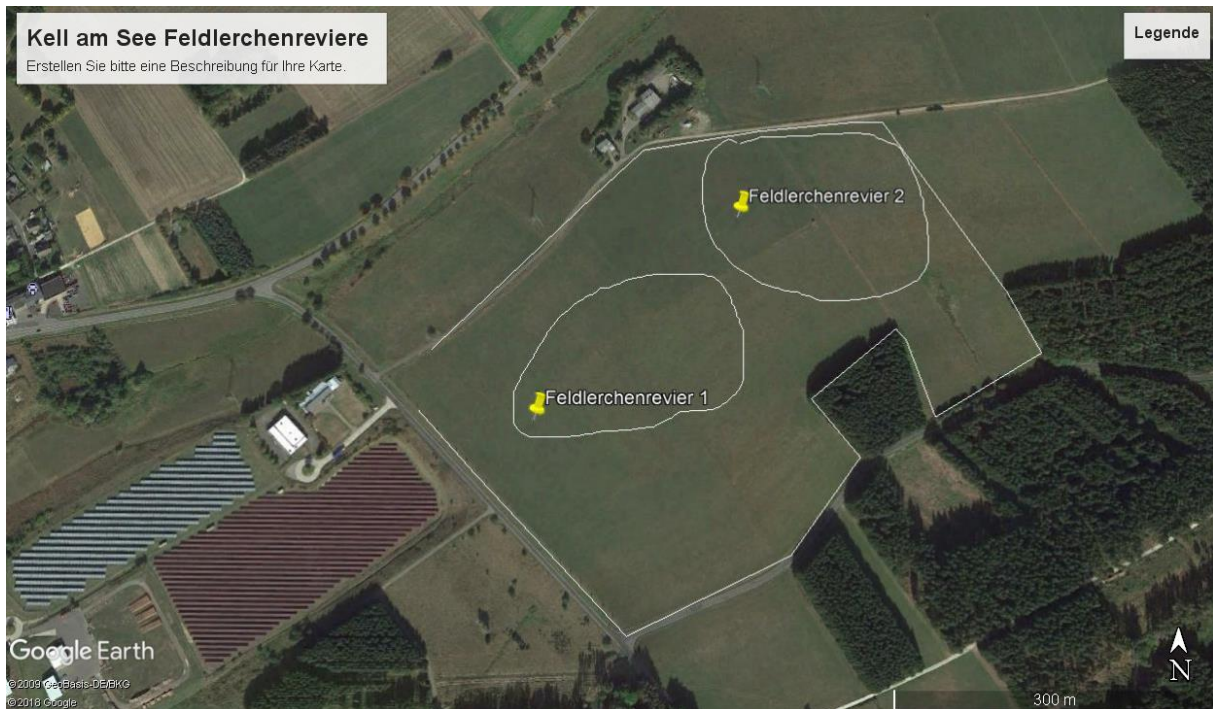 Kell am See Feldlerchenreviere
Erstellen Sie bitte eine Beschreibung für Ihre Karte.
Legende
Feldlerchenrevier 2
Feldlerchenrevier 1
Google Earth
©2009 GeoBasis-DE/BKG
©2018 Google
N
300 m